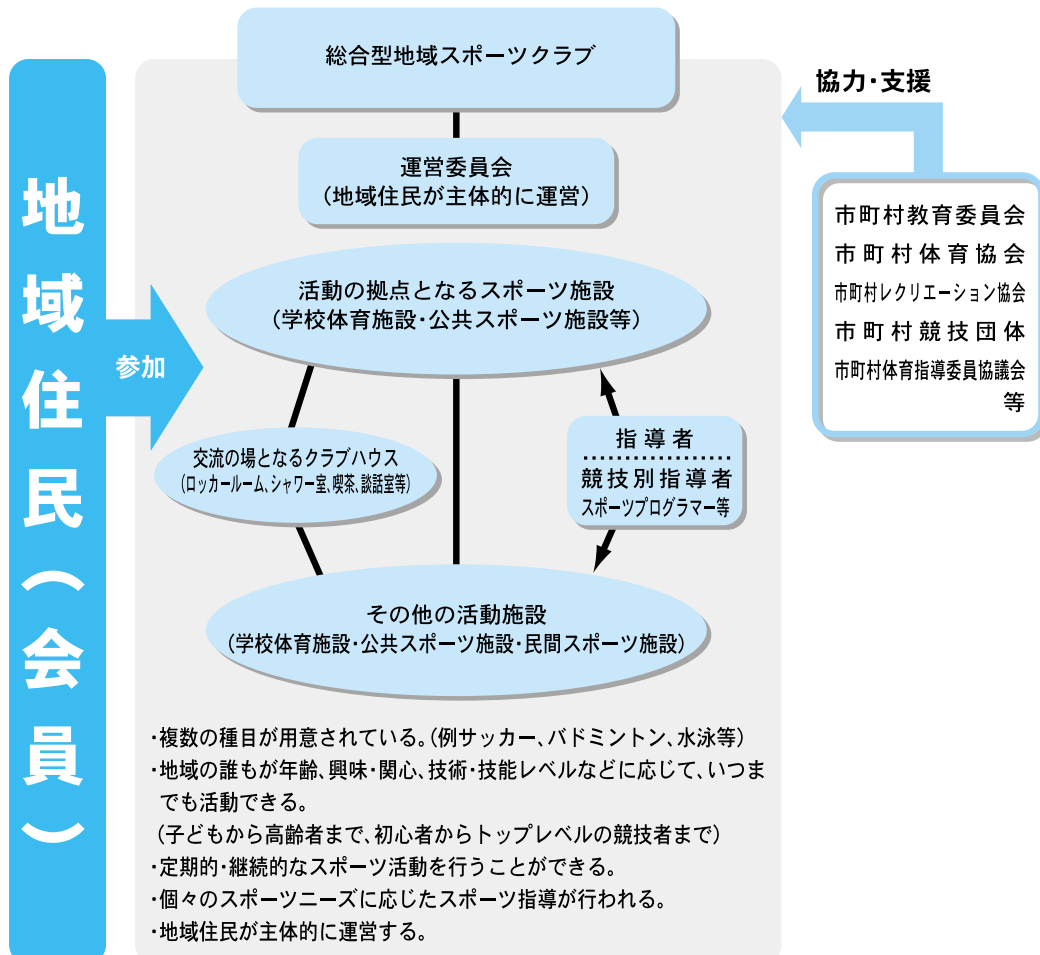 総合型地域スポーツクラブ
運営委員会
(地域住民が主体的に運営)
地域住民(会員)
参加
活動の拠点となるスポーツ施設
(学校体育施設・公共スポーツ施設等)
交流の場となるクラブハウス
(ロッカールーム、シャワー室、喫茶、談話室等)
指導者
競技別指導者
スポーツプログラマー等
その他の活動施設
(学校体育施設・公共スポーツ施設・民間スポーツ施設)
協力・支援
市町村教育委員会
市町村体育協会
市町村レクリエーション協会
市町村競技団体
市町村体育指導委員協議会
等
・複数の種目が用意されている。(例サッカー、バドミントン、水泳等)
・地域の誰もが年齢、興味・関心、技術・技能レベルなどに応じて、いつま
でも活動できる。
(子どもから高齢者まで、初心者からトップレベルの競技者まで)
・定期的・継続的なスポーツ活動を行うことができる。
・個々のスポーツニーズに応じたスポーツ指導が行われる。
・地域住民が主体的に運営する。